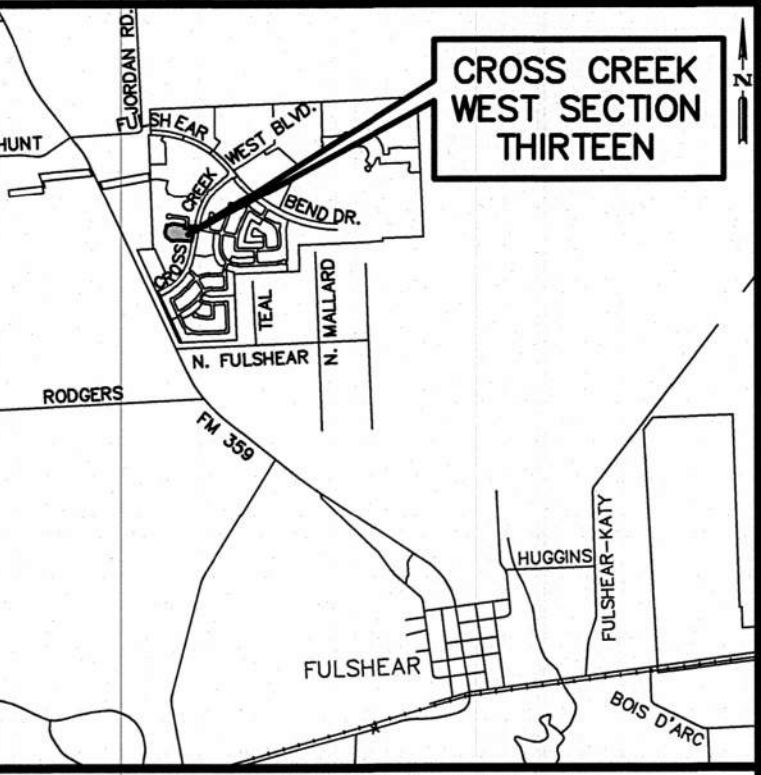 CROSS CREEK
WEST SECTION
THIRTEEN
N
JORDAN RD.
FULSHEAR
HUNT
CREEK
WEST BLVD.
BEND DR.
CROSS
TEAL
N. MALLARD
N. FULSHEAR
RODGERS
FM 359
HUGGINS
FULSHEAR-KATY
FULSHEAR
BOIS D'ARC